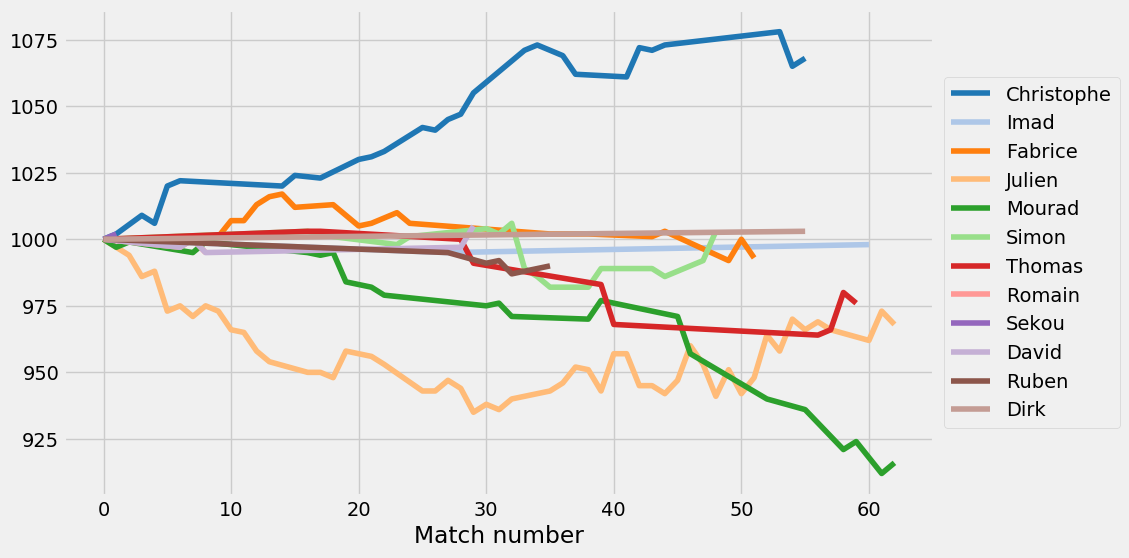 1075
1050
1025
1000
975
950
925
0 10 20 30 40 50 60
Match number
Christophe
Imad
Fabrice
Julien
Mourad
Simon
Thomas
Romain
Sekou
David
Ruben
Dirk